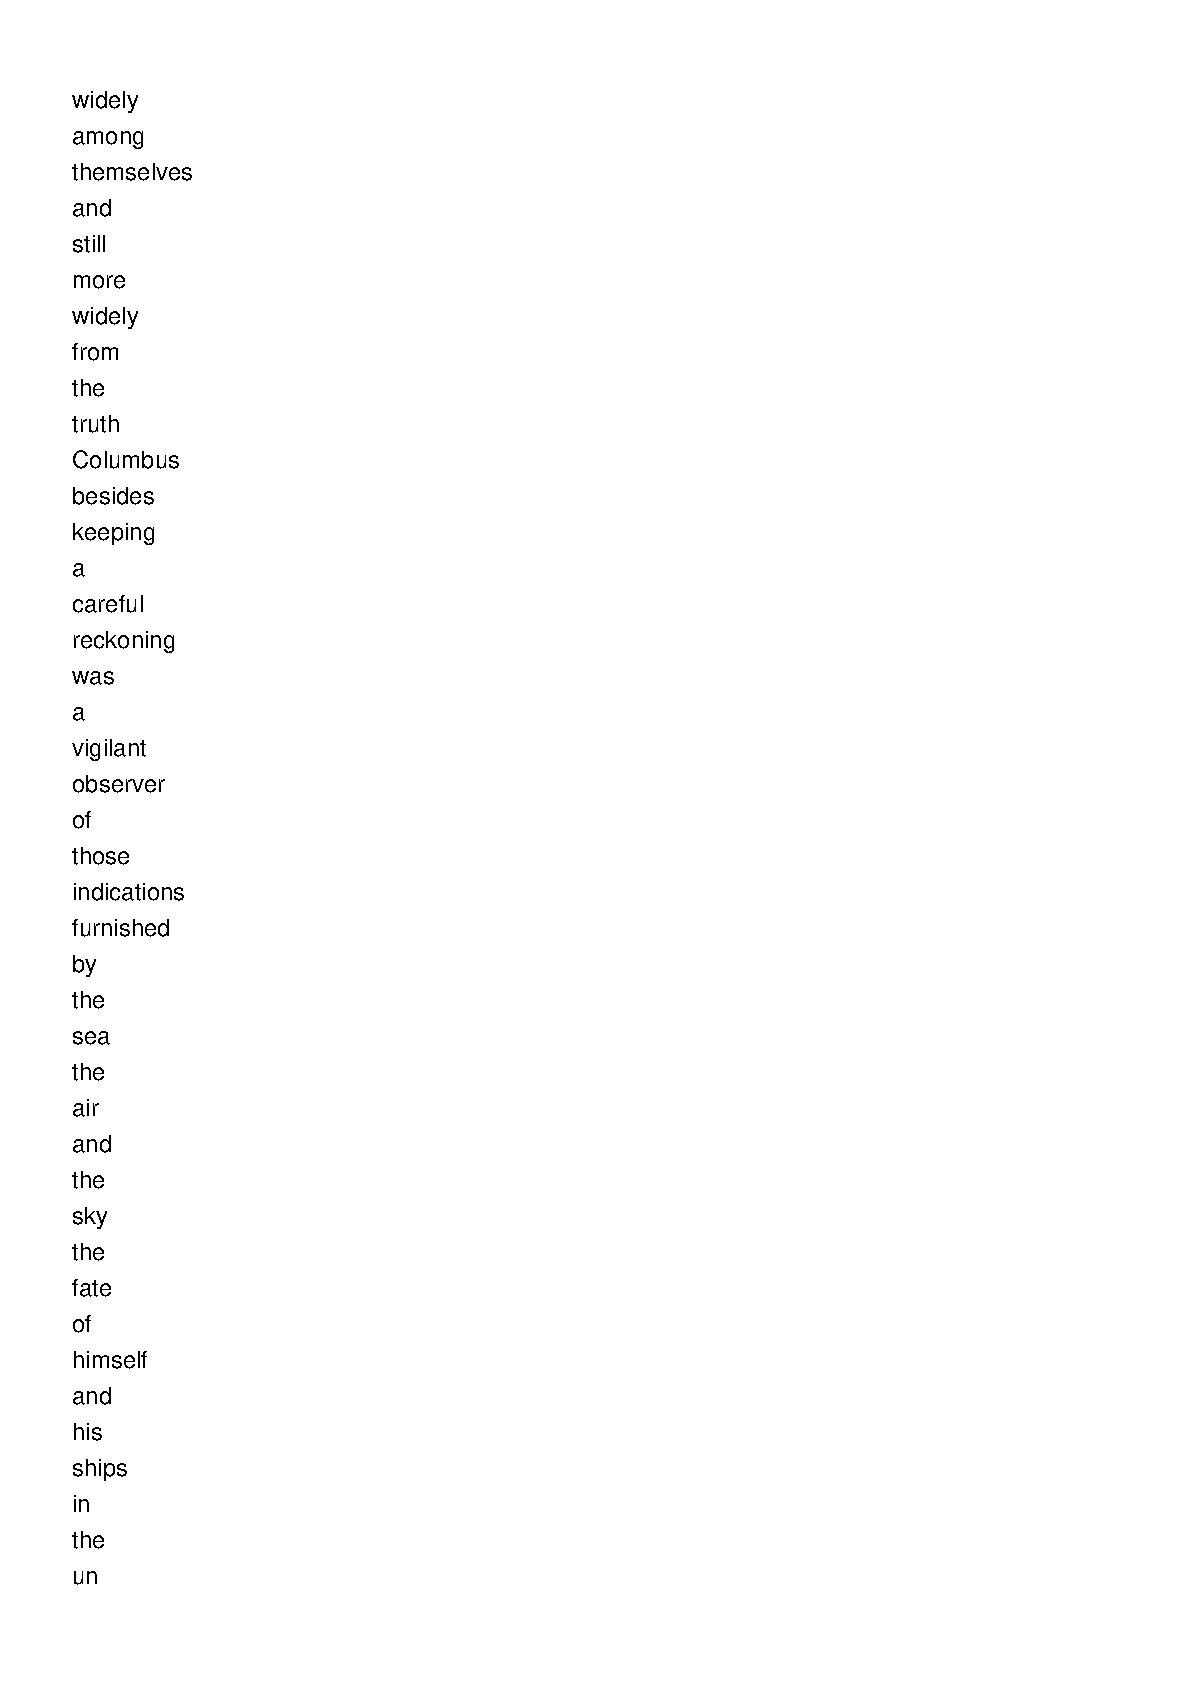 widely
among
themselves
and
still
more
widely
from
the
truth
Columbus
besides
keeping
a
careful
reckoning
was
a
vigilant
observer
of
those
indications
furnished
by
the
sea
the
air
and
the
sky
the
fate
of
himself
and
his
ships
in
the
un